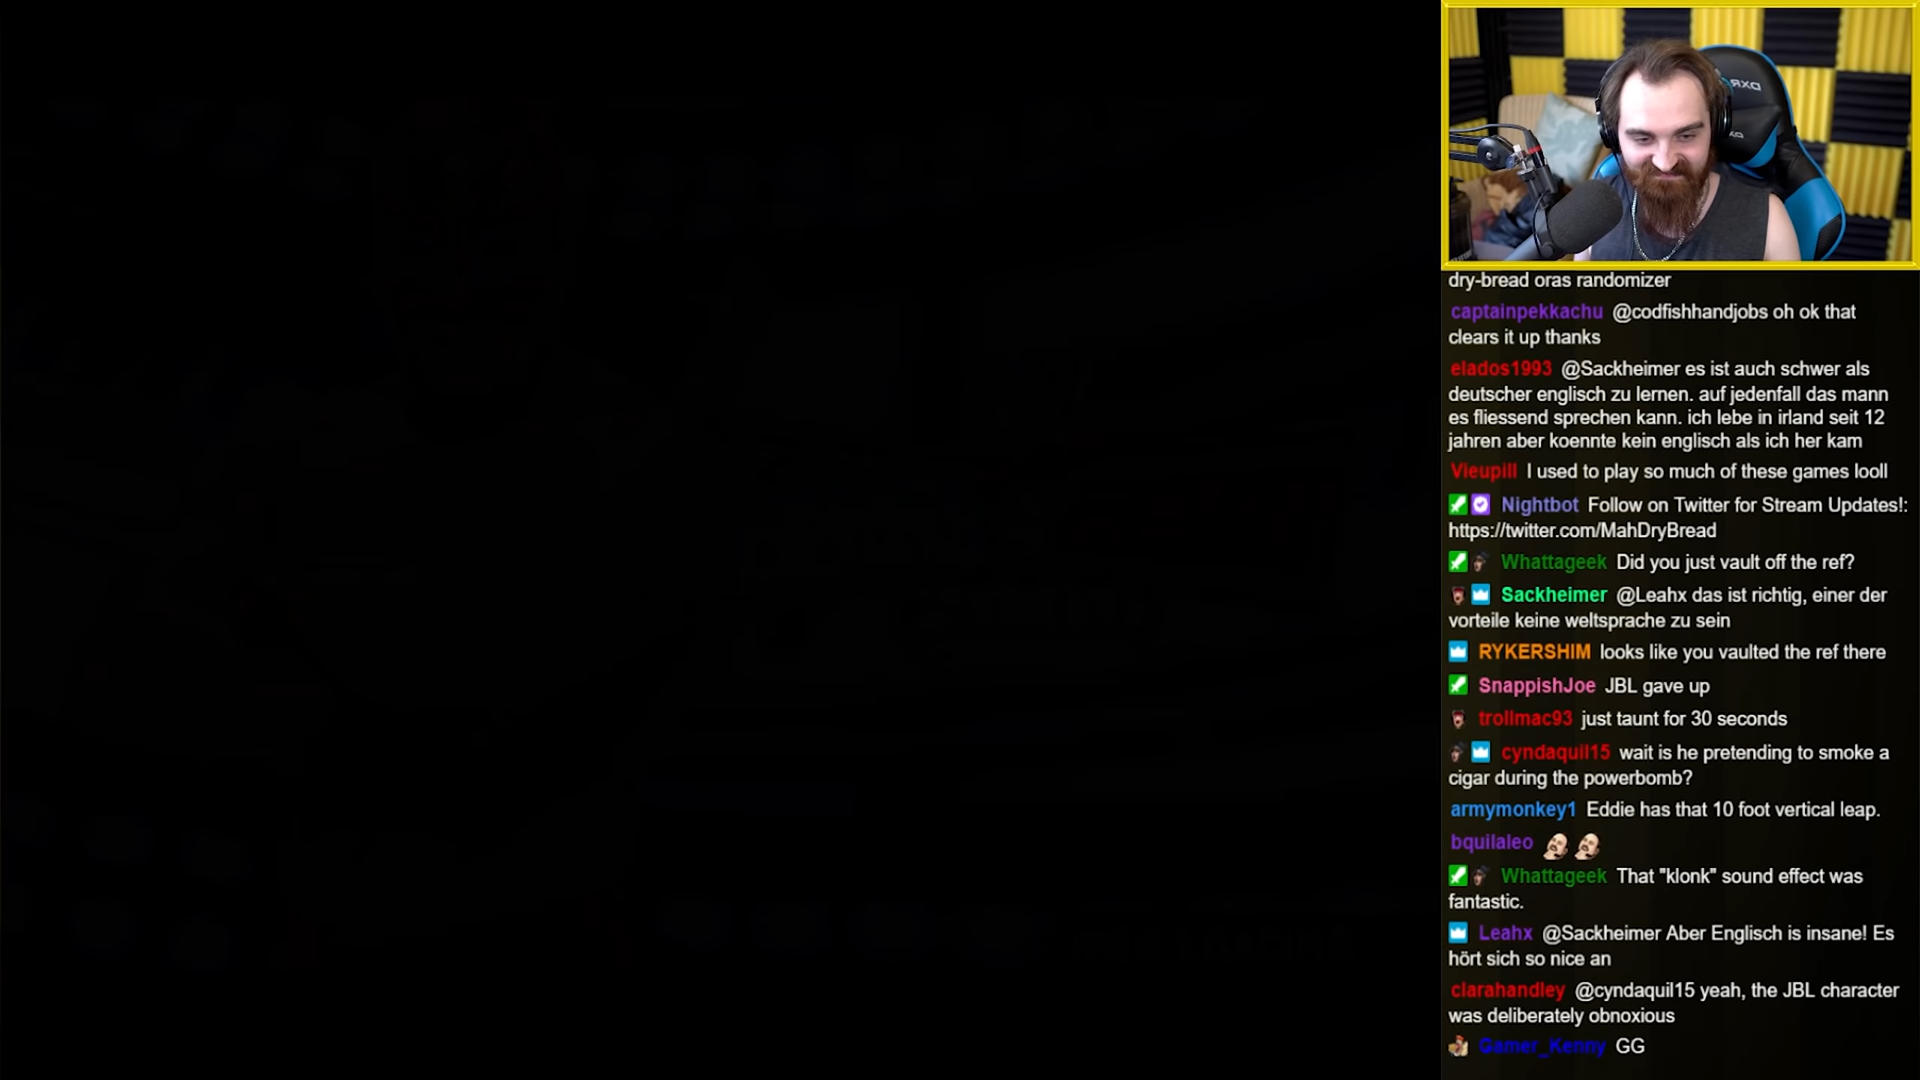 dry-bread oras randomizer
captainpekkachu @codfishhandjobs oh ok that
clears it up thanks
elados1993 @Sackheimer es ist auch schwer als
deutscher englisch zu lernen. auf jedenfall das mann
es fliessend sprechen kann. ich lebe in irland seit 12
jahren aber koennte kein englisch als ich her kam
Vieupill I used to play so much of these games looll
Nightbot Follow on Twitter for Stream Updates!:
https://twitter.com/MahDryBread
Whattageek Did you just vault off the ref?
Sackheimer @Leahx das ist richtig, einer der
vorteile keine weltsprache zu sein
RYKERSHIM looks like you vaulted the ref there
SnappishJoe JBL gave up
trollmac93 just taunt for 30 seconds
cyndaquil15 wait is he pretending to smoke a
cigar during the powerbomb?
armymonkey1 Eddie has that 10 foot vertical leap.
bquilaleo
Whattageek That "klonk" sound effect was
fantastic.
Leahx @Sackheimer Aber Englisch is insane! Es
hört sich so nice an
clarahandley @cyndaquil15 yeah, the JBL character
was deliberately obnoxious
Gamer_Kenny GG